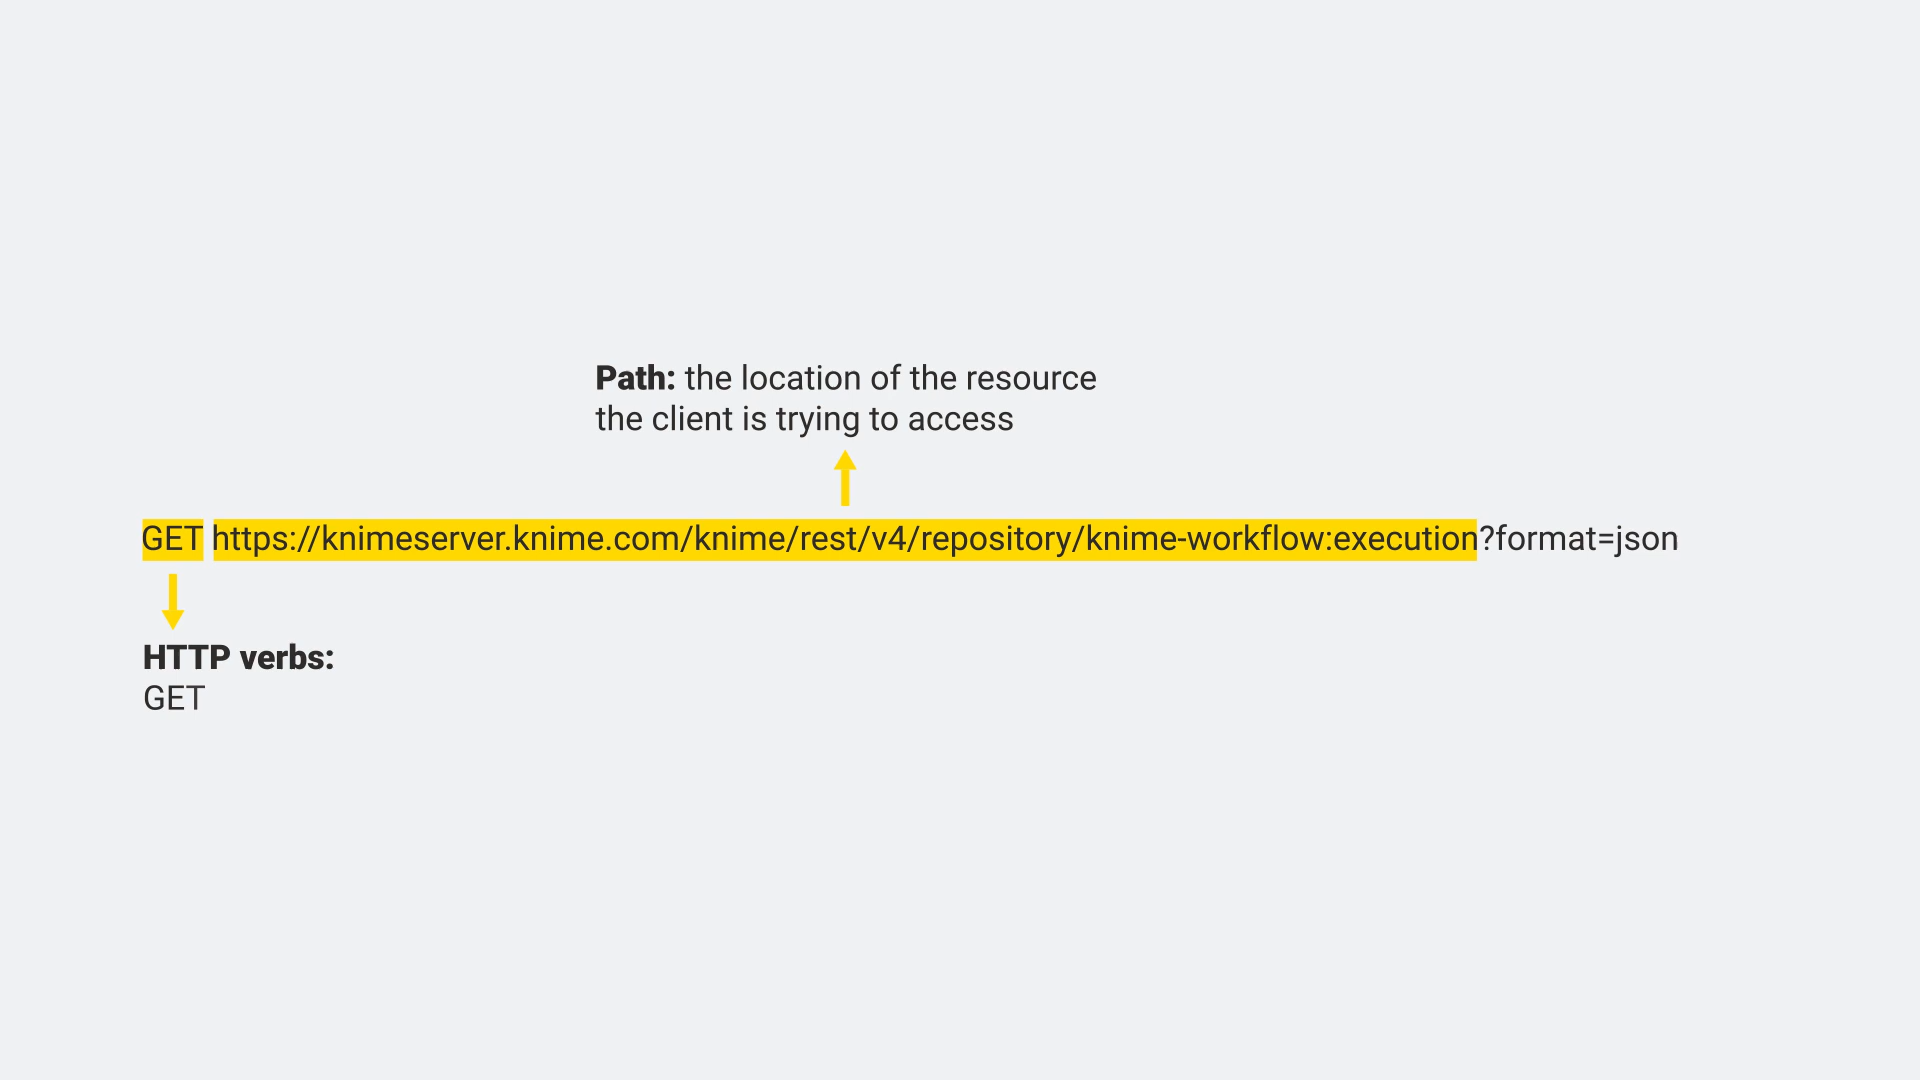 Path: the location of the resource
the client is trying to access
GET https://knimeserver.knime.com/knime/rest/v4/repository/knime-workflow:execution?format=json
HTTP verbs:
GET